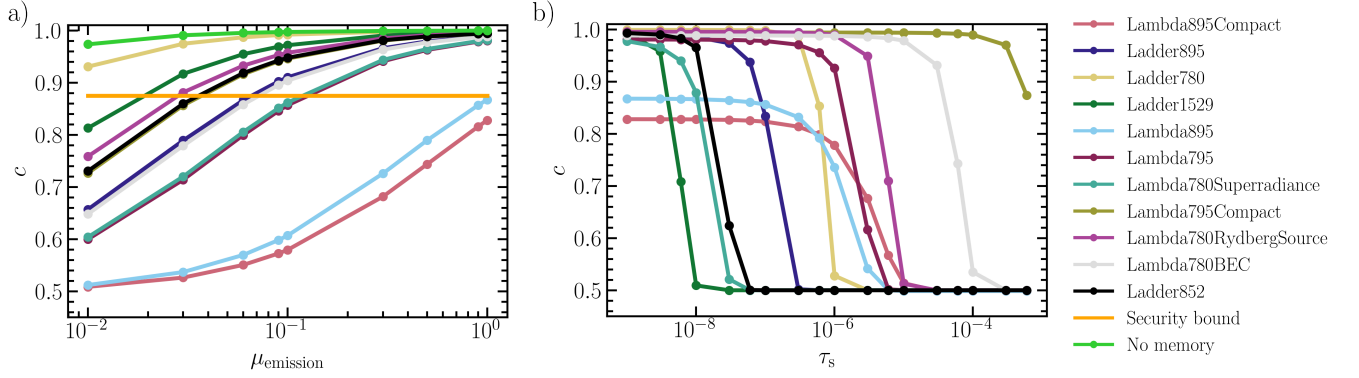 a)
1.0
0.9
0.8
0.7
0.6
0.5
c
10⁻²
10⁻¹
10⁰
μ_emission
b)
1.0
0.9
0.8
0.7
0.6
0.5
c
10⁻⁸
10⁻⁶
10⁻⁴
τ_s
Lambda895Compact
Ladder895
Ladder780
Ladder1529
Lambda895
Lambda795
Lambda780Superradiance
Lambda795Compact
Lambda780RydbergSource
Lambda780BEC
Ladder852
Security bound
No memory